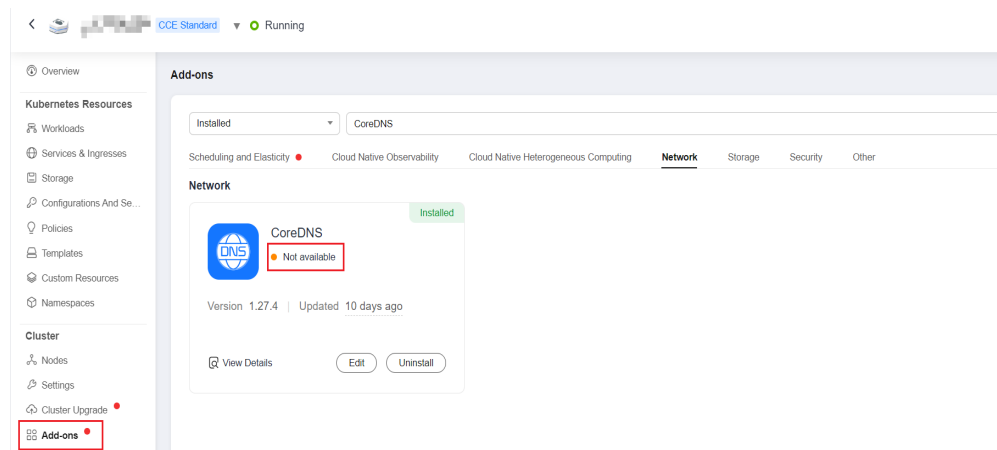 CCE Standard ▼ Running
Overview
Kubernetes Resources
Workloads
Services & Ingresses
Storage
Configurations And Se...
Policies
Templates
Custom Resources
Namespaces
Cluster
Nodes
Settings
Cluster Upgrade
Add-ons
Add-ons
Installed CoreDNS
Scheduling and Elasticity Cloud Native Observability Cloud Native Heterogeneous Computing Network Storage Security Other
Network
Installed
CoreDNS
DNS
Not available
Version 1.27.4 | Updated 10 days ago
View Details Edit Uninstall